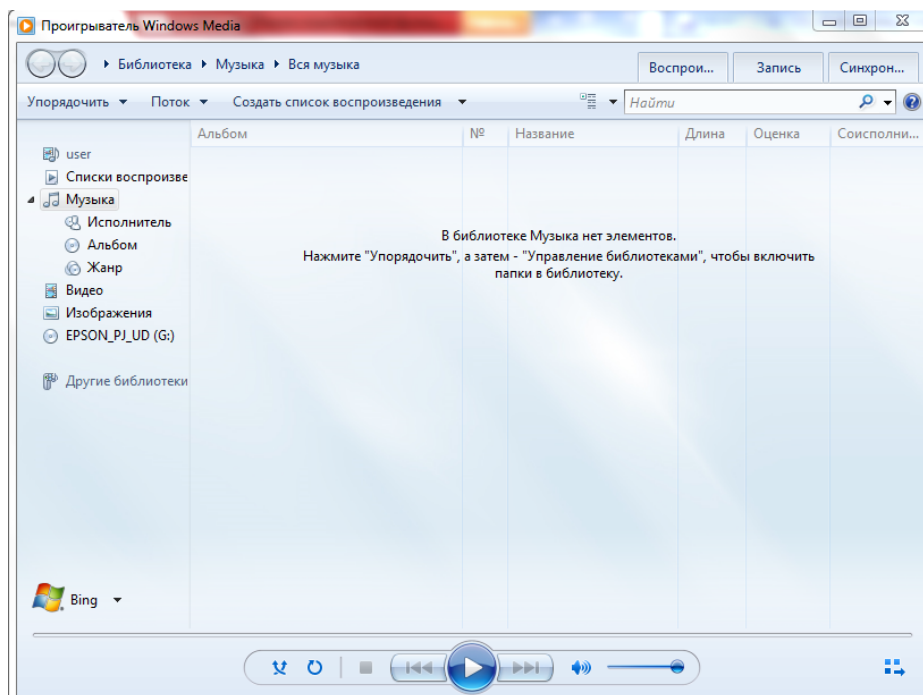 Проигрыватель Windows Media
Библиотека Музыка Вся музыка
Воспрои... Запись Синхрон...
Упорядочить Поток Создать список воспроизведения Найти
Альбом № Название Длина Оценка Соисполни...
user
Списки воспроизве
Музыка
Исполнитель
Альбом
Жанр
Видео
Изображения
EPSON_PJ_UD (G:)
Другие библиотеки
В библиотеке Музыка нет элементов.
Нажмите "Упорядочить", а затем - "Управление библиотеками", чтобы включить
папки в библиотеку.
Bing